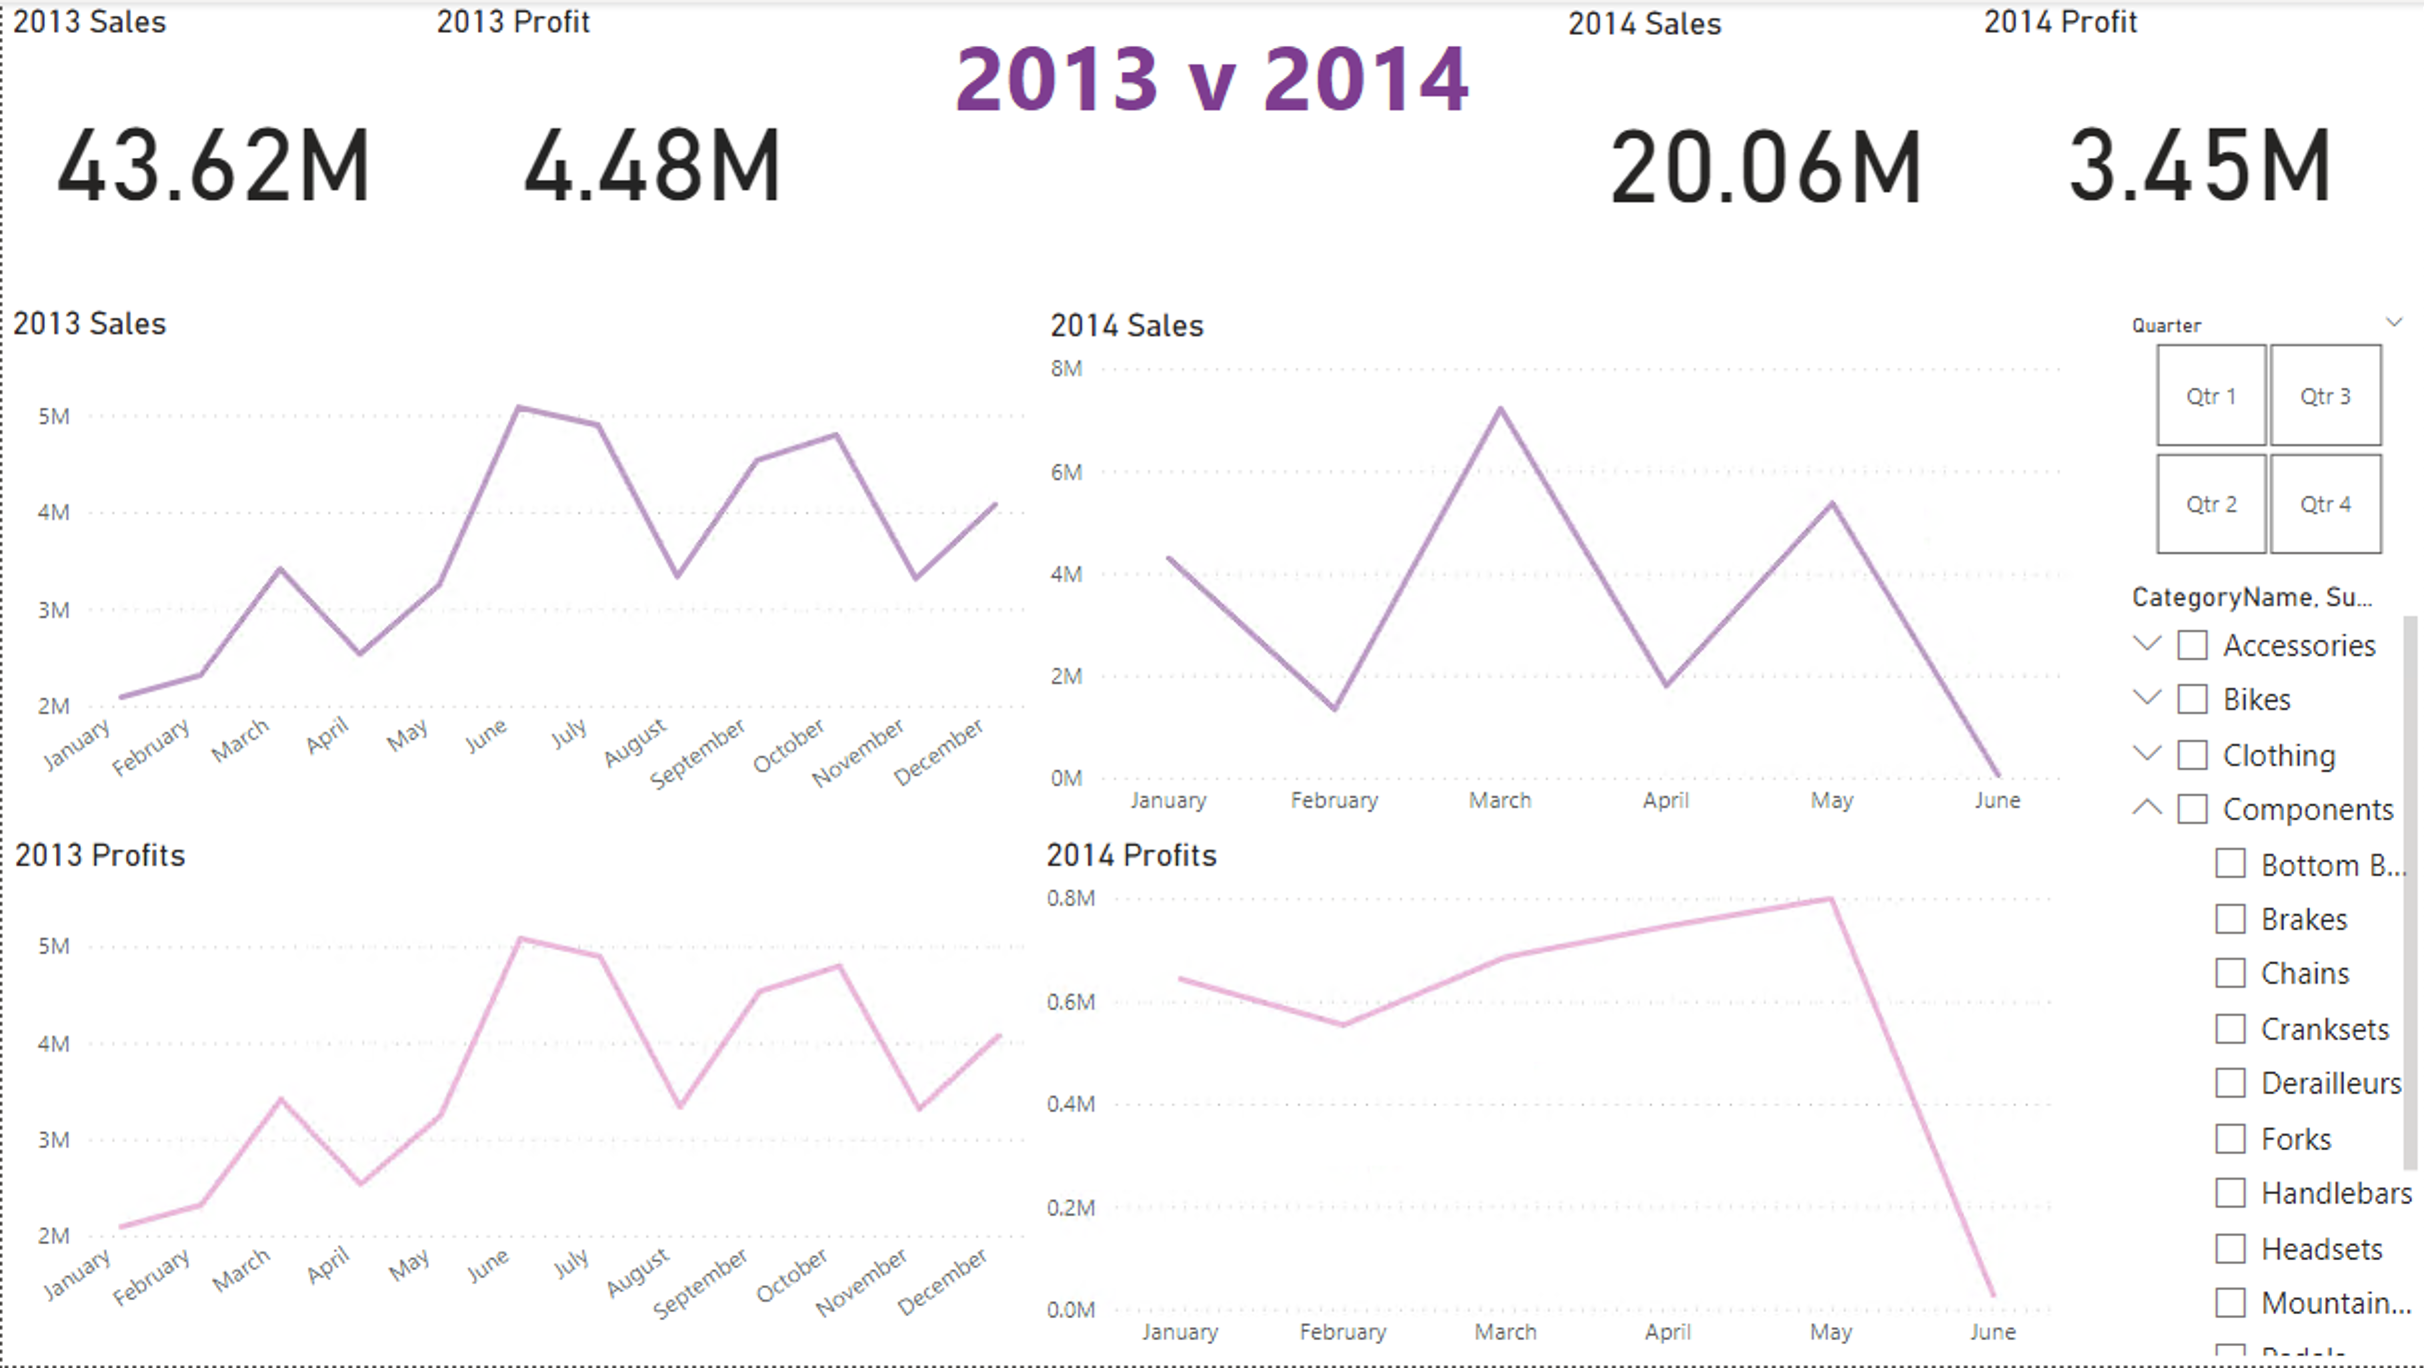 2013 Sales
2013 Profit
2013 v 2014
2014 Sales
2014 Profit
43.62M
4.48M
20.06M
3.45M
2013 Sales
5M
4M
3M
2M
January
February
March
April
May
June
July
August
September
October
November
December
2014 Sales
8M
6M
4M
2M
0M
January
February
March
April
May
June
2013 Profits
5M
4M
3M
2M
January
February
March
April
May
June
July
August
September
October
November
December
2014 Profits
0.8M
0.6M
0.4M
0.2M
0.0M
January
February
March
April
May
June
Quarter
Qtr 1
Qtr 3
Qtr 2
Qtr 4
CategoryName, Su...
Accessories
Bikes
Clothing
Components
Bottom B...
Brakes
Chains
Cranksets
Derailleurs
Forks
Handlebars
Headsets
Mountain...